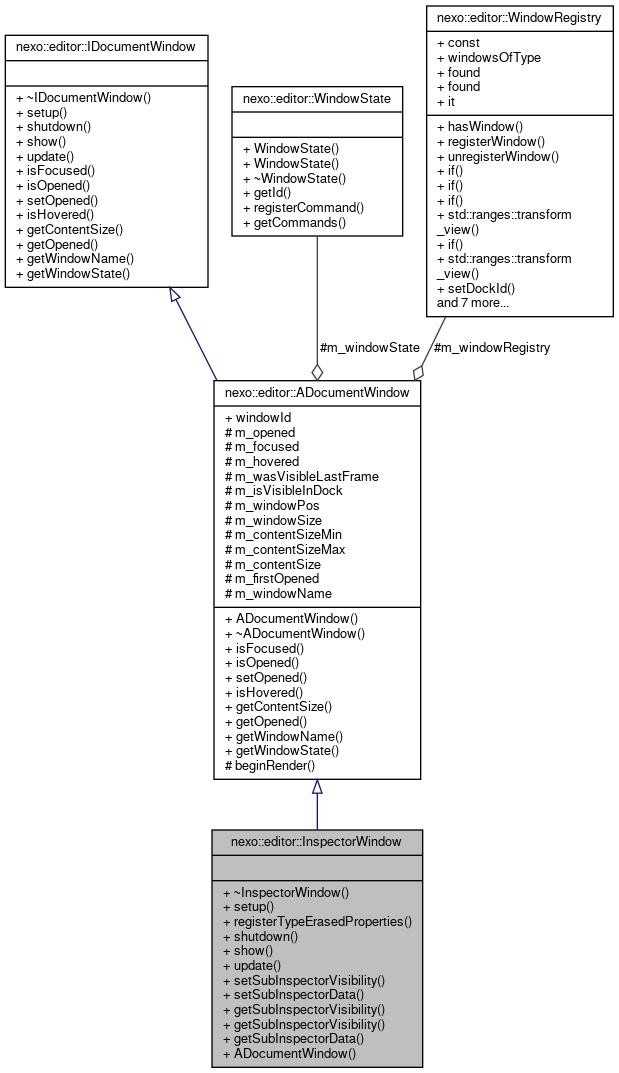 nexo::editor::IDocumentWindow
+ ~IDocumentWindow()
+ setup()
+ shutdown()
+ show()
+ update()
+ isFocused()
+ isOpened()
+ setOpened()
+ isHovered()
+ getContentSize()
+ getOpened()
+ getWindowName()
+ getWindowState()
nexo::editor::WindowState
+ WindowState()
+ WindowState()
+ ~WindowState()
+ getId()
+ registerCommand()
+ getCommands()
nexo::editor::WindowRegistry
+ const
+ windowsOfType
+ found
+ found
+ it
+ hasWindow()
+ registerWindow()
+ unregisterWindow()
+ if()
+ if()
+ if()
+ std::ranges::transform
_view()
+ if()
+ std::ranges::transform
_view()
+ setDockId()
and 7 more...
#m_windowState
#m_windowRegistry
nexo::editor::ADocumentWindow
+ windowId
# m_opened
# m_focused
# m_hovered
# m_wasVisibleLastFrame
# m_isVisibleInDock
# m_windowPos
# m_windowSize
# m_contentSizeMin
# m_contentSizeMax
# m_contentSize
# m_firstOpened
# m_windowName
+ ADocumentWindow()
+ ~ADocumentWindow()
+ isFocused()
+ isOpened()
+ setOpened()
+ isHovered()
+ getContentSize()
+ getOpened()
+ getWindowName()
+ getWindowState()
# beginRender()
nexo::editor::InspectorWindow
+ ~InspectorWindow()
+ setup()
+ registerTypeErasedProperties()
+ shutdown()
+ show()
+ update()
+ setSubInspectorVisibility()
+ setSubInspectorData()
+ getSubInspectorVisibility()
+ getSubInspectorVisibility()
+ getSubInspectorData()
+ ADocumentWindow()